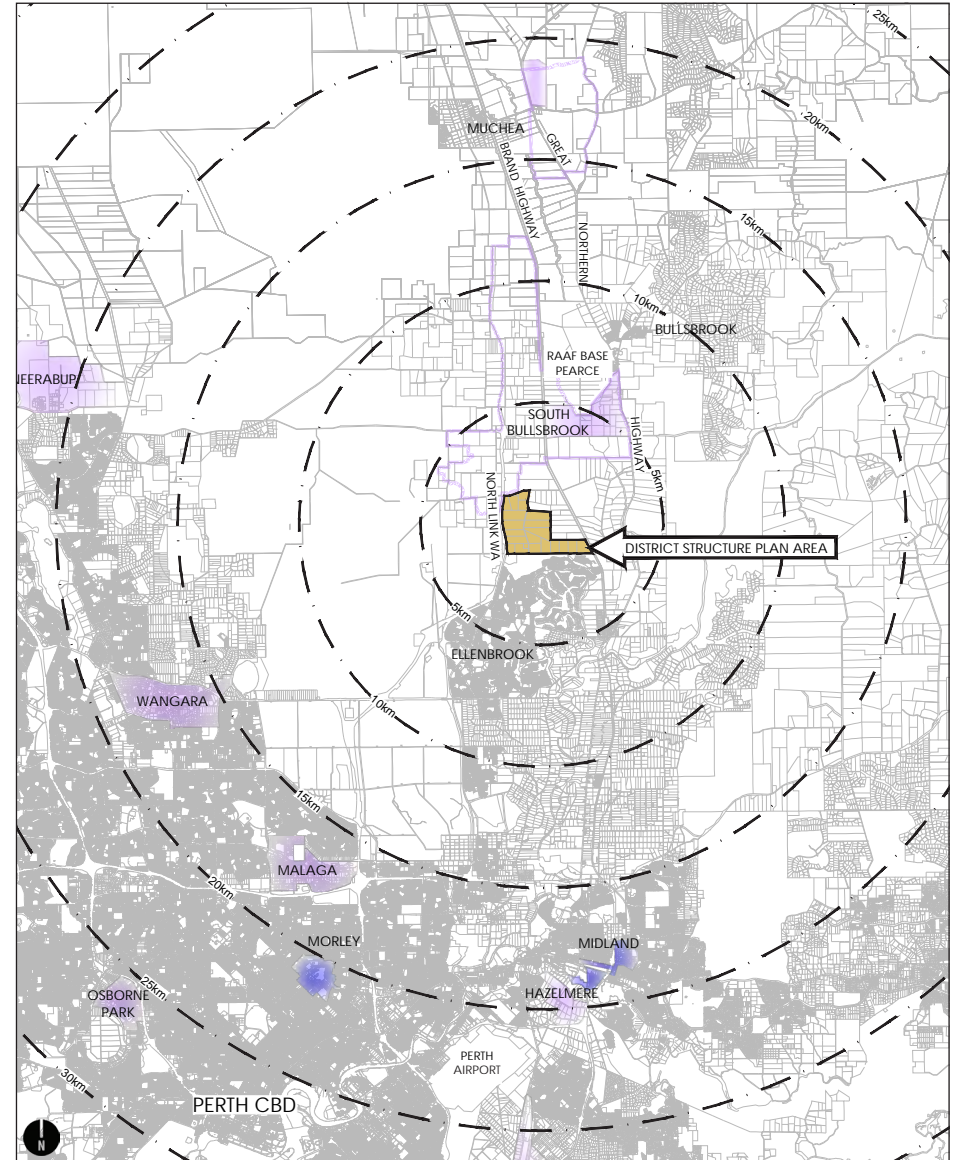 25km
20km
MUCHEA
GREAT
BRAND HIGHWAY
15km
NORTHERN
10km
BULLSBROOK
RAAF BASE
PEARCE
NEERABUP
SOUTH
BULLSBROOK
HIGHWAY
5km
NORTH LINK WA
DISTRICT STRUCTURE PLAN AREA
5km
ELLENBROOK
WANGARA
10km
15km
MALAGA
20km
MORLEY
MIDLAND
25km
OSBORNE
PARK
HAZELMERE
PERTH
AIRPORT
30km
PERTH CBD
N